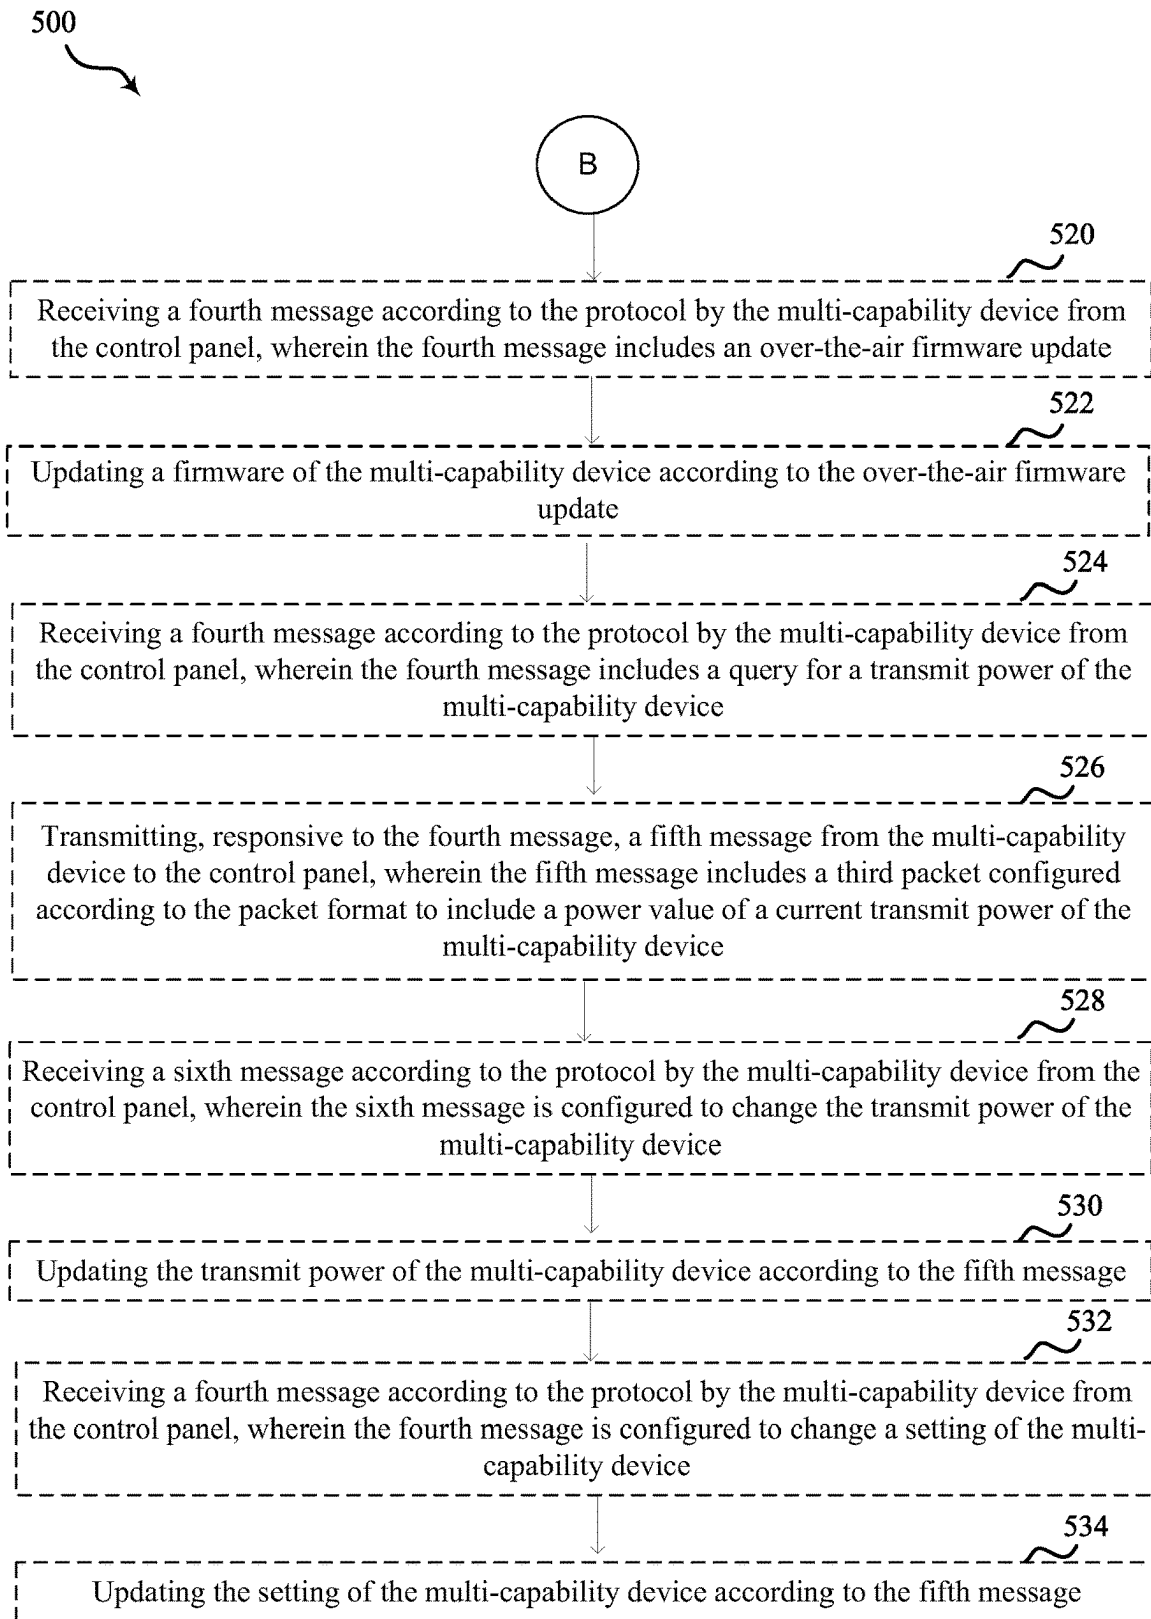 500
B
520
Receiving a fourth message according to the protocol by the multi-capability device from
the control panel, wherein the fourth message includes an over-the-air firmware update
522
Updating a firmware of the multi-capability device according to the over-the-air firmware
update
524
Receiving a fourth message according to the protocol by the multi-capability device from
the control panel, wherein the fourth message includes a query for a transmit power of the
multi-capability device
526
Transmitting, responsive to the fourth message, a fifth message from the multi-capability
device to the control panel, wherein the fifth message includes a third packet configured
according to the packet format to include a power value of a current transmit power of the
multi-capability device
528
Receiving a sixth message according to the protocol by the multi-capability device from the
control panel, wherein the sixth message is configured to change the transmit power of the
multi-capability device
530
Updating the transmit power of the multi-capability device according to the fifth message
532
Receiving a fourth message according to the protocol by the multi-capability device from
the control panel, wherein the fourth message is configured to change a setting of the multi-
capability device
534
Updating the setting of the multi-capability device according to the fifth message